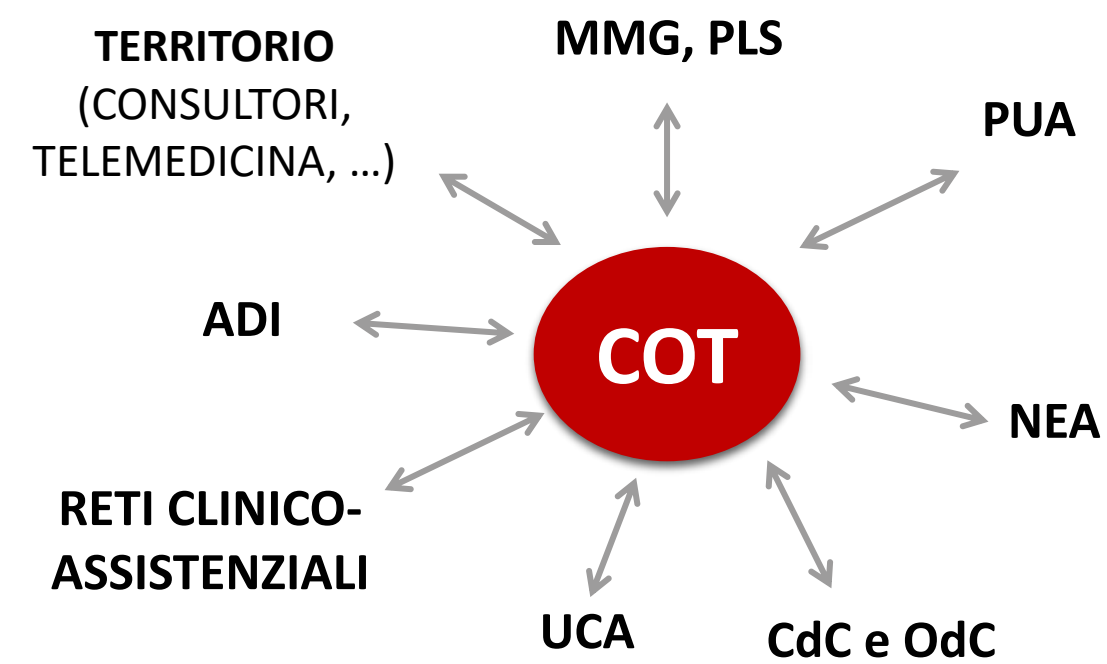 TERRITORIO
(CONSULTORI,
TELEMEDICINA, ...)
MMG, PLS
PUA
ADI
COT
NEA
RETI CLINICO-
ASSISTENZIALI
UCA
CdC e OdC